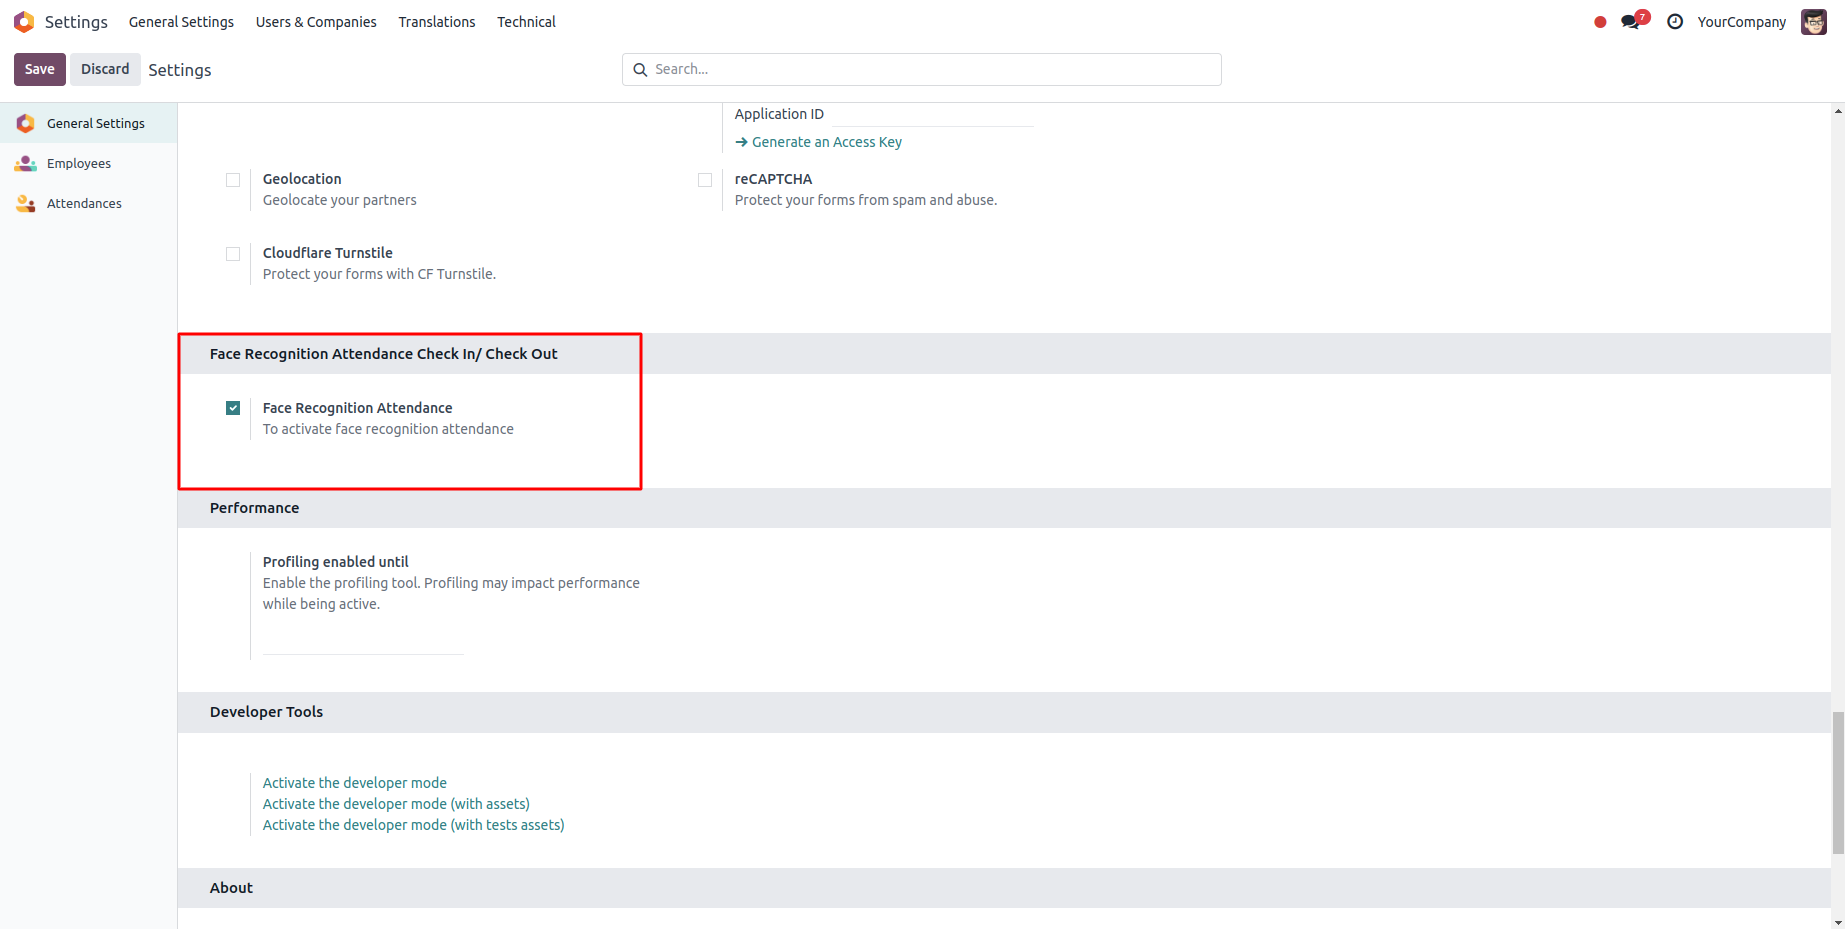 Settings General Settings Users & Companies Translations Technical 7 YourCompany
Save Discard Settings Search...
General Settings
Employees
Attendances
Application ID
Generate an Access Key
Geolocation
Geolocate your partners
reCAPTCHA
Protect your forms from spam and abuse.
Cloudflare Turnstile
Protect your forms with CF Turnstile.
Face Recognition Attendance Check In/ Check Out
Face Recognition Attendance
To activate face recognition attendance
Performance
Profiling enabled until
Enable the profiling tool. Profiling may impact performance
while being active.
Developer Tools
Activate the developer mode
Activate the developer mode (with assets)
Activate the developer mode (with tests assets)
About